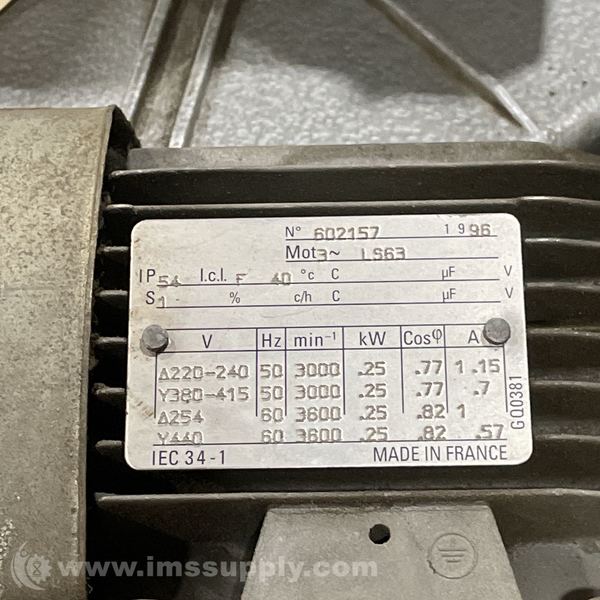 N° 602157 1996
Mot3~ LS63
IP54 I.cl. F 40 °c C µF V
S1 % c/h C µF V
V Hz min⁻¹ kW Cosφ A
Δ220-240 50 3000 .25 .77 1.15
Y380-415 50 3000 .25 .77 .7
Δ254 60 3600 .25 .82 1
Y440 60 3600 .25 .82 .57
IEC 34-1 MADE IN FRANCE
GQ0381
www.imssupply.com